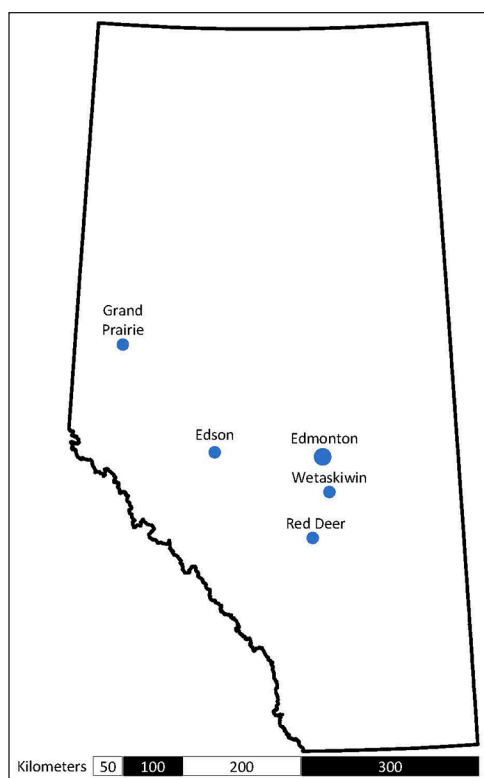 Grand
Prairie
Edson
Edmonton
Wetaskiwin
Red Deer
Kilometers 50 100 200 300